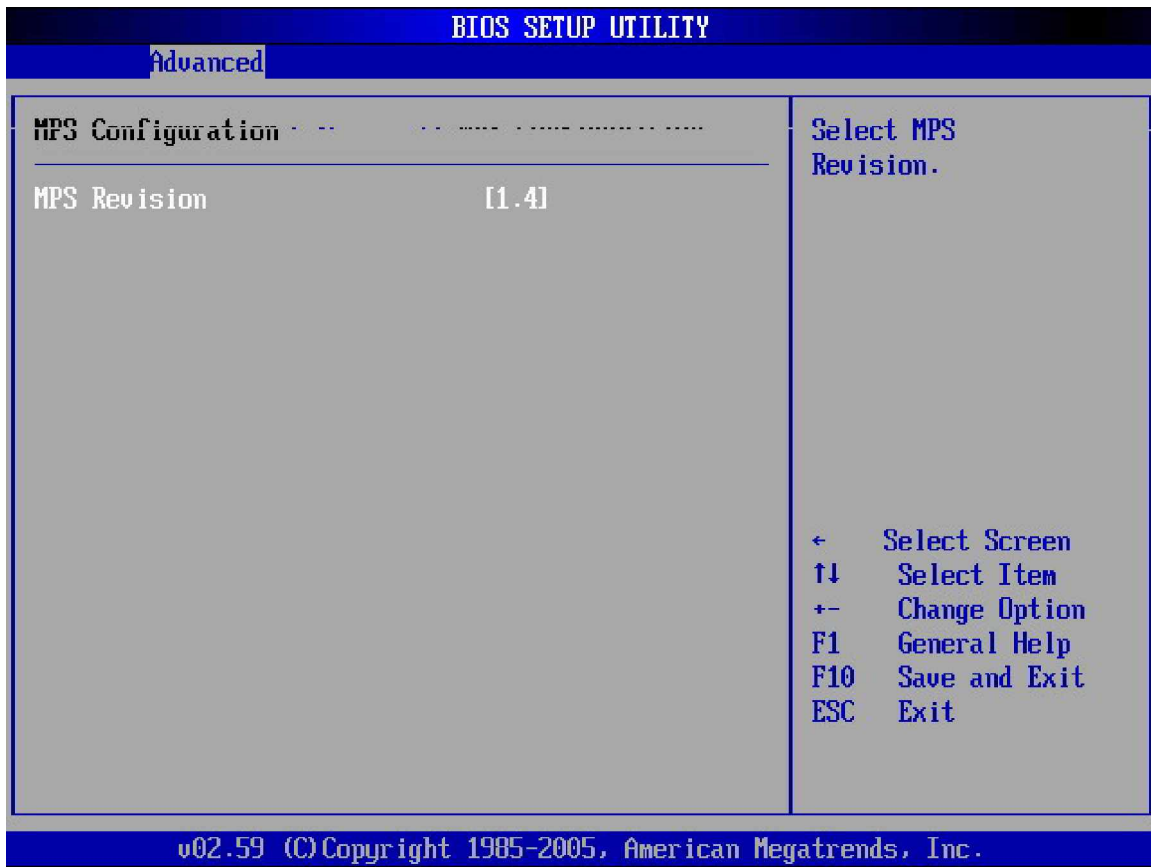 BIOS SETUP UTILITY
Advanced
MPS Configuration
MPS Revision [1.4]
Select MPS
Revision.
← Select Screen
↑↓ Select Item
+- Change Option
F1 General Help
F10 Save and Exit
ESC Exit
v02.59 (C)Copyright 1985-2005, American Megatrends, Inc.